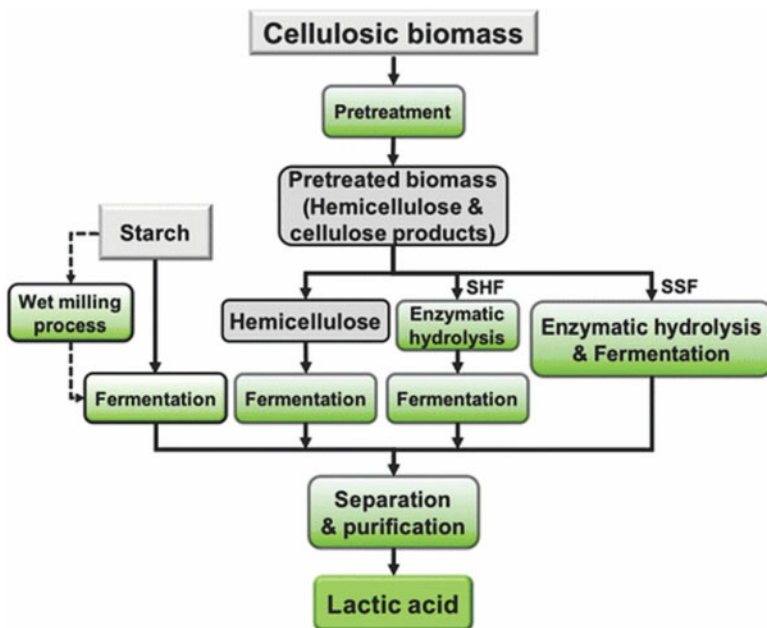 Cellulosic biomass
Pretreatment
Pretreated biomass
(Hemicellulose &
cellulose products)
Starch
SHF
SSF
Wet milling
process
Hemicellulose
Enzymatic
hydrolysis
Enzymatic hydrolysis
& Fermentation
Fermentation
Fermentation
Fermentation
Separation
& purification
Lactic acid